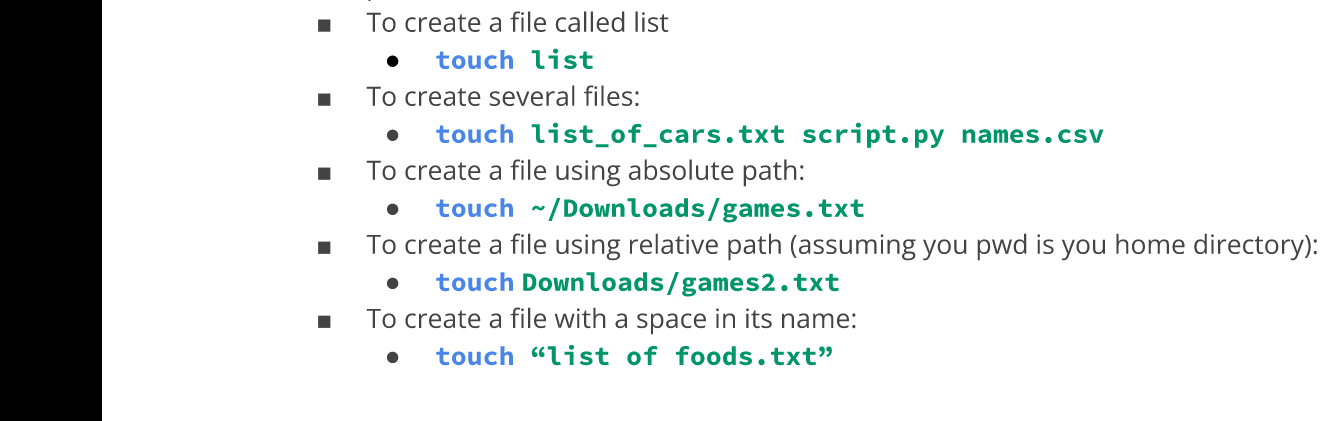 ■ To create a file called list
● touch list
■ To create several files:
● touch list_of_cars.txt script.py names.csv
■ To create a file using absolute path:
● touch ~/Downloads/games.txt
■ To create a file using relative path (assuming you pwd is you home directory):
● touch Downloads/games2.txt
■ To create a file with a space in its name:
● touch “list of foods.txt”